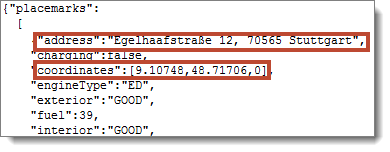 {"placemarks":
[
"address":"Egelhaafstraße 12, 70565 Stuttgart",
"charging":false,
"coordinates":[9.10748,48.71706,0],
"engineType":"ED",
"exterior":"GOOD",
"fuel":39,
"interior":"GOOD",